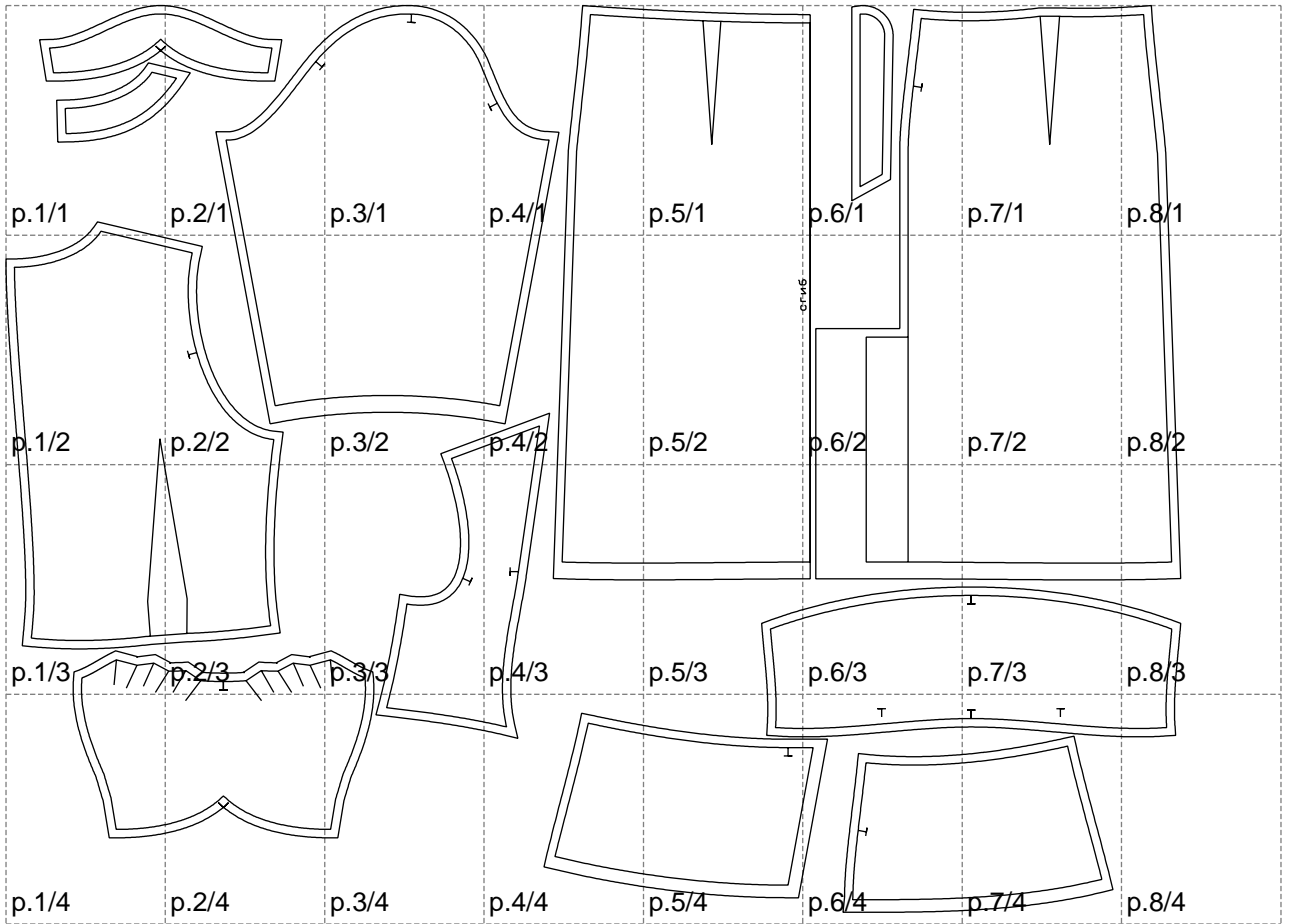 p.1/1 p.2/1 p.3/1 p.4/1 p.5/1 p.6/1 p.7/1 p.8/1
сгиб
p.1/2 p.2/2 p.3/2 p.4/2 p.5/2 p.6/2 p.7/2 p.8/2
p.1/3 p.2/3 p.3/3 p.4/3 p.5/3 p.6/3 p.7/3 p.8/3
p.1/4 p.2/4 p.3/4 p.4/4 p.5/4 p.6/4 p.7/4 p.8/4